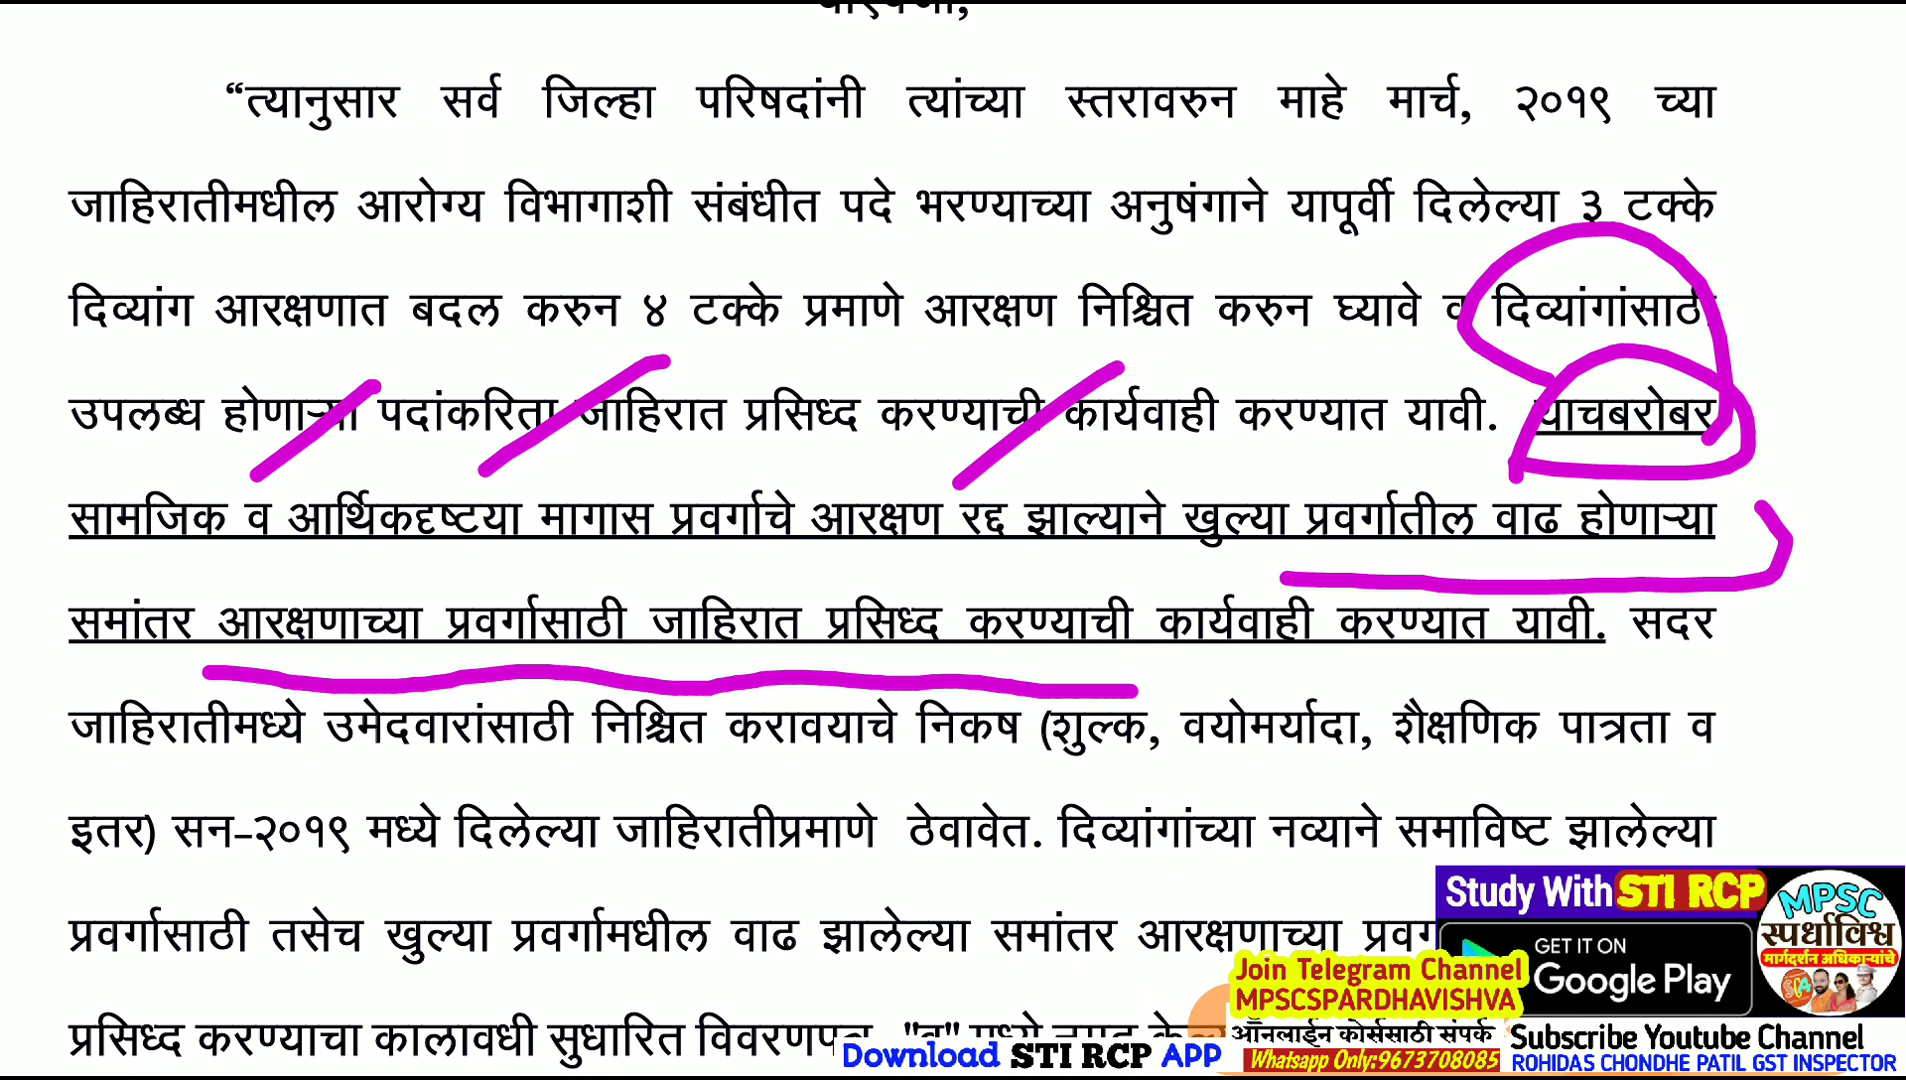 “त्यानुसार सर्व जिल्हा परिषदांनी त्यांच्या स्तरावरुन माहे मार्च, २०१९ च्या
जाहिरातीमधील आरोग्य विभागाशी संबंधीत पदे भरण्याच्या अनुषंगाने यापूर्वी दिलेल्या ३ टक्के
दिव्यांग आरक्षणात बदल करुन ४ टक्के प्रमाणे आरक्षण निश्चित करुन घ्यावे व दिव्यांगांसाठी
उपलब्ध होणाऱ्या पदांकरिता जाहिरात प्रसिध्द करण्याची कार्यवाही करण्यात यावी. याचबरोबर
सामजिक व आर्थिकदृष्टया मागास प्रवर्गाचे आरक्षण रद्द झाल्याने खुल्या प्रवर्गातील वाढ होणाऱ्या
समांतर आरक्षणाच्या प्रवर्गासाठी जाहिरात प्रसिध्द करण्याची कार्यवाही करण्यात यावी. सदर
जाहिरातीमध्ये उमेदवारांसाठी निश्चित करावयाचे निकष (शुल्क, वयोमर्यादा, शैक्षणिक पात्रता व
इतर) सन–२०१९ मध्ये दिलेल्या जाहिरातीप्रमाणे ठेवावेत. दिव्यांगांच्या नव्याने समाविष्ट झालेल्या
प्रवर्गासाठी तसेच खुल्या प्रवर्गामधील वाढ झालेल्या समांतर आरक्षणाच्या
प्रसिध्द करण्याचा कालावधी सुधारित
Study With STI RCP
GET IT ON
Google Play
MPSC
स्पर्धाविश्व
मार्गदर्शन अधिकाऱ्यांचे
Join Telegram Channel
MPSCSPARDHAVISHVA
ऑनलाईन कोर्ससाठी संपर्क
Whatsapp Only:9673708085
Download STI RCP APP
Subscribe Youtube Channel
ROHIDAS CHONDHE PATIL GST INSPECTOR